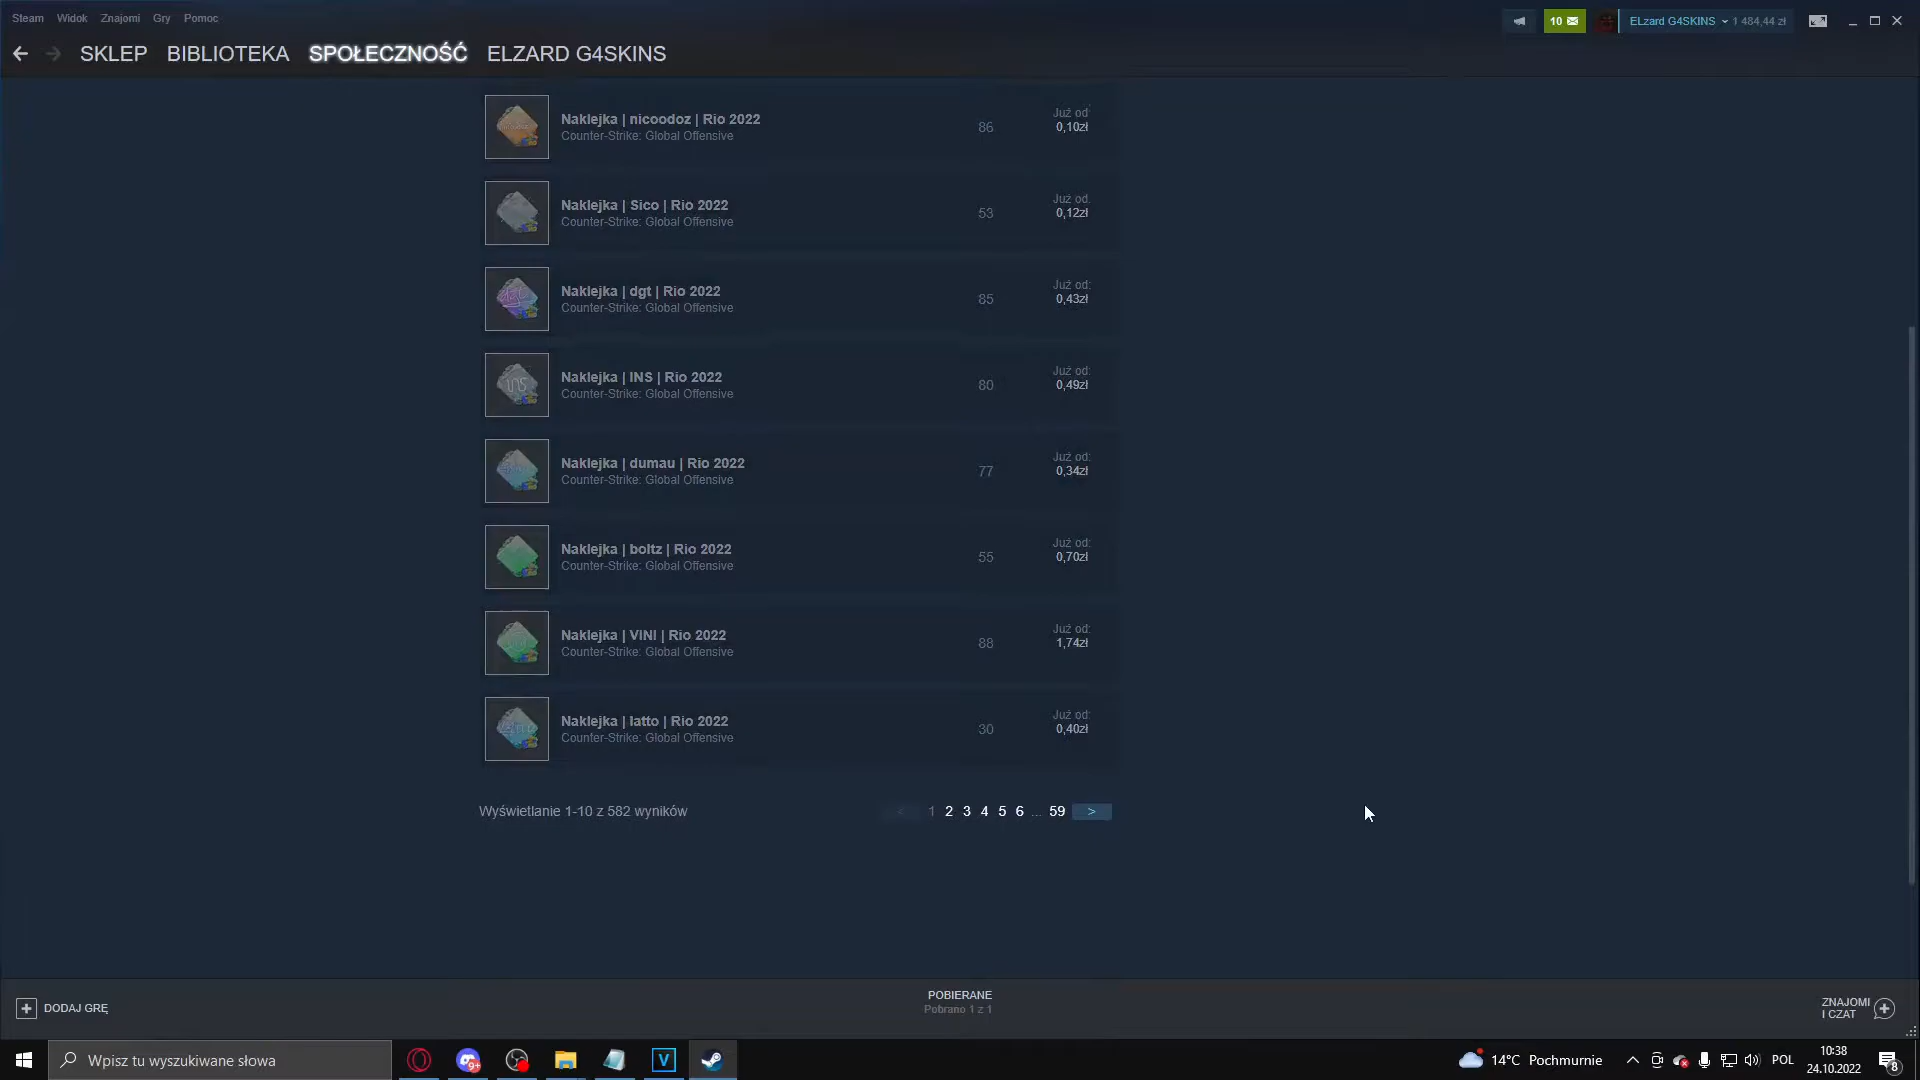 Steam Widok Znajomi Gry Pomoc
10 ELzard G4SKINS 1 484,44 zł
SKLEP BIBLIOTEKA SPOŁECZNOŚĆ ELZARD G4SKINS
Naklejka | nicoodoz | Rio 2022
Counter-Strike: Global Offensive
86
Już od:
0,10zł
Naklejka | Sico | Rio 2022
Counter-Strike: Global Offensive
53
Już od:
0,12zł
Naklejka | dgt | Rio 2022
Counter-Strike: Global Offensive
85
Już od:
0,43zł
Naklejka | INS | Rio 2022
Counter-Strike: Global Offensive
80
Już od:
0,49zł
Naklejka | dumau | Rio 2022
Counter-Strike: Global Offensive
77
Już od:
0,34zł
Naklejka | boltz | Rio 2022
Counter-Strike: Global Offensive
55
Już od:
0,70zł
Naklejka | VINI | Rio 2022
Counter-Strike: Global Offensive
88
Już od:
1,74zł
Naklejka | latto | Rio 2022
Counter-Strike: Global Offensive
30
Już od:
0,40zł
Wyświetlanie 1-10 z 582 wyników
< 1 2 3 4 5 6 ... 59 >
DODAJ GRĘ
POBIERANE
Pobrano 1 z 1
ZNAJOMI
I CZAT
Wpisz tu wyszukiwane słowa
9+
V
14°C Pochmurnie
POL
10:38
24.10.2022
8